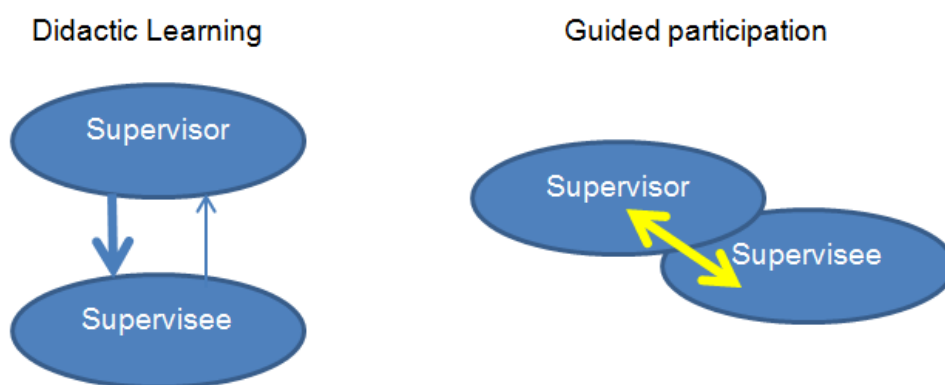 Didactic Learning
Supervisor
Supervisee
Guided participation
Supervisor
Supervisee